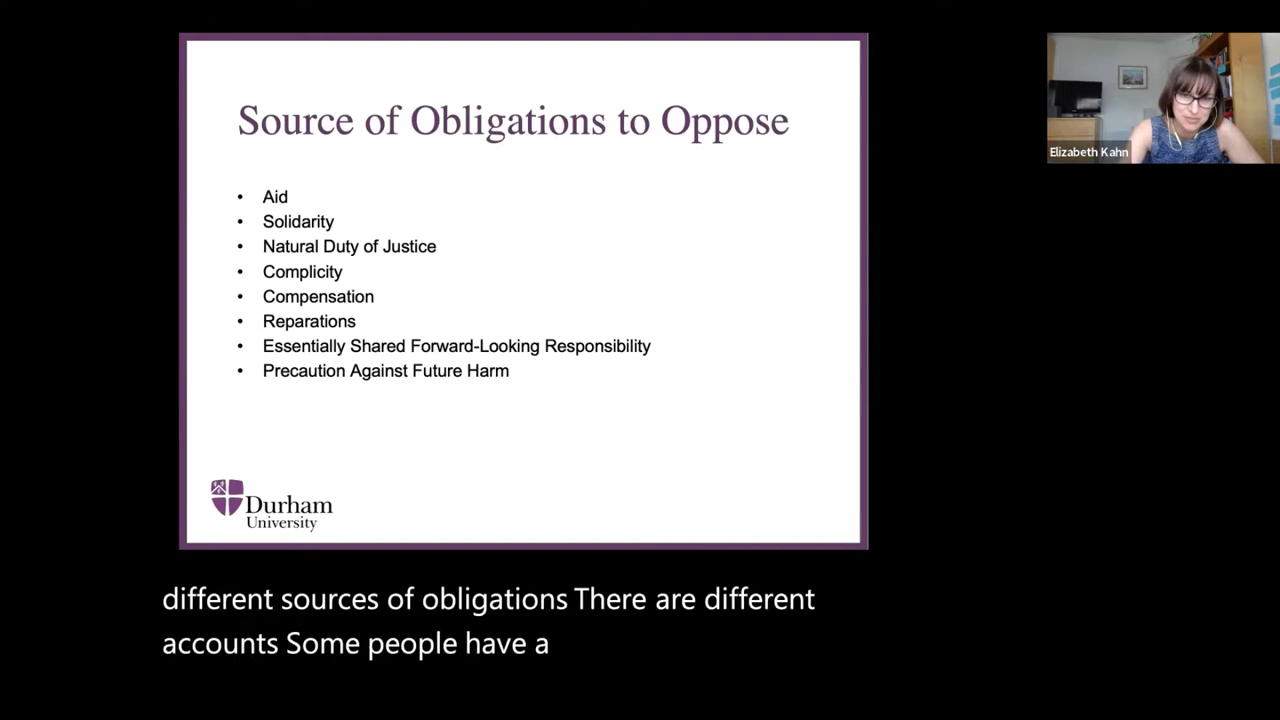 Source of Obligations to Oppose
• Aid
• Solidarity
• Natural Duty of Justice
• Complicity
• Compensation
• Reparations
• Essentially Shared Forward-Looking Responsibility
• Precaution Against Future Harm
Durham
University
Elizabeth Kahn
different sources of obligations There are different
accounts Some people have a